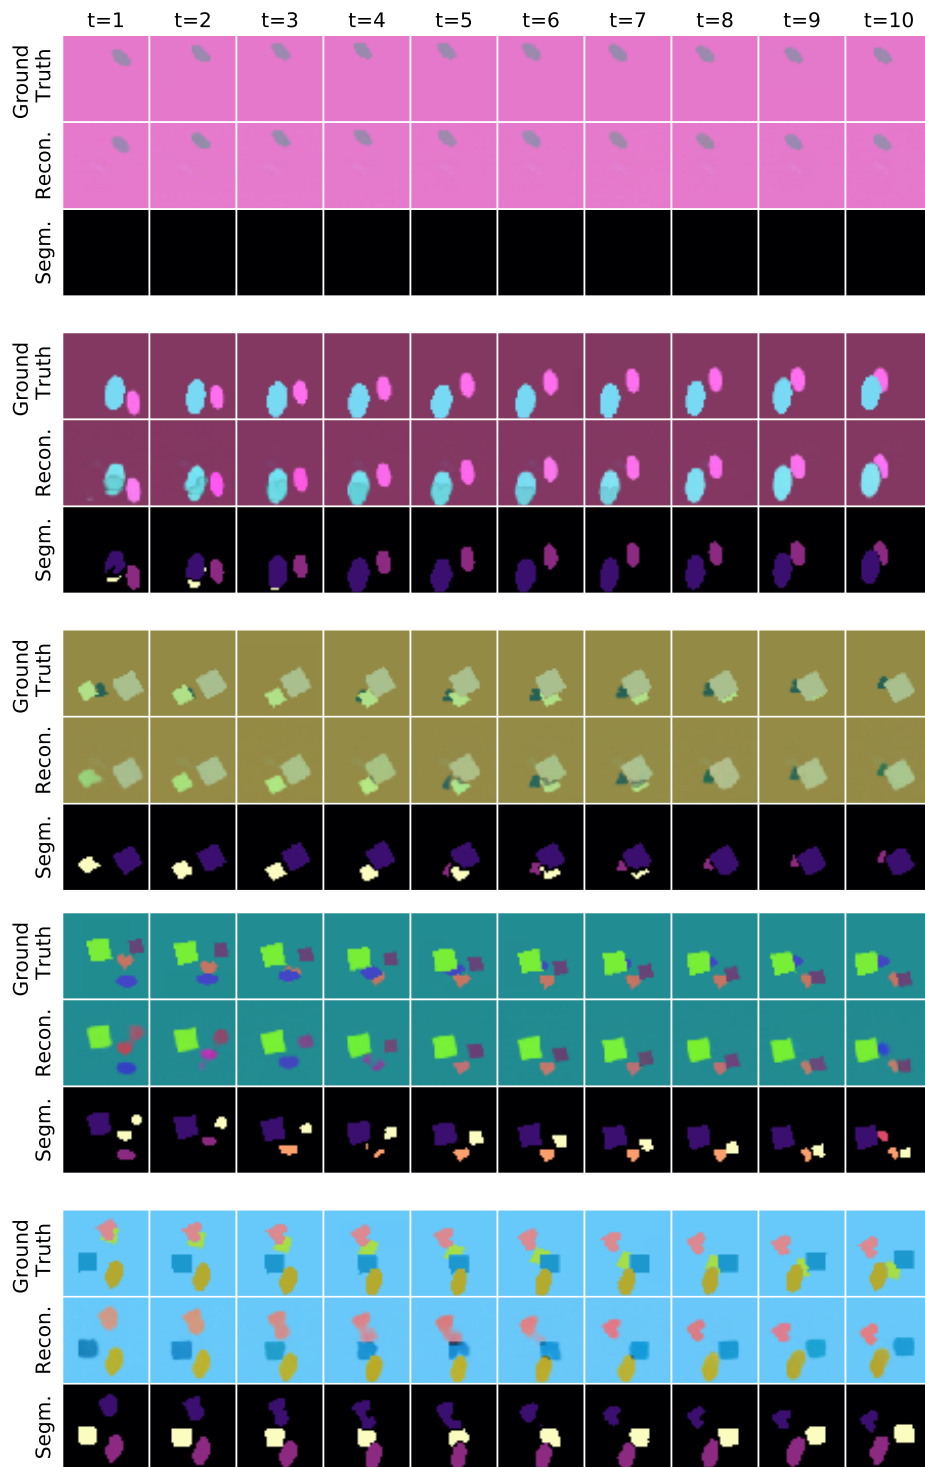 t=1 t=2 t=3 t=4 t=5 t=6 t=7 t=8 t=9 t=10
Ground
Truth
Recon.
Segm.
Ground
Truth
Recon.
Segm.
Ground
Truth
Recon.
Segm.
Ground
Truth
Recon.
Segm.
Ground
Truth
Recon.
Segm.